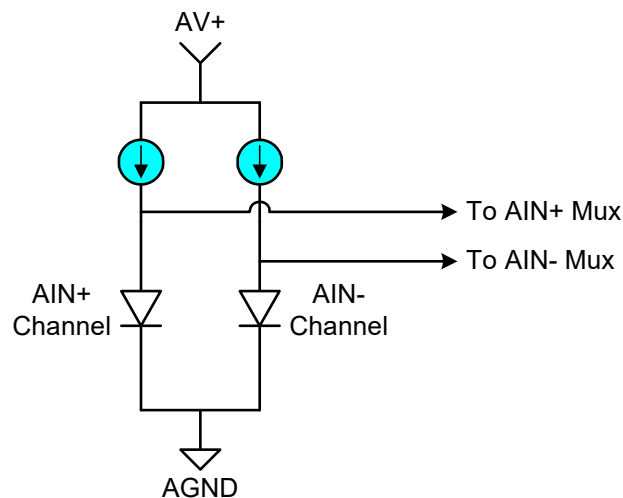 AV+
To AIN+ Mux
To AIN- Mux
AIN+
Channel
AIN-
Channel
AGND